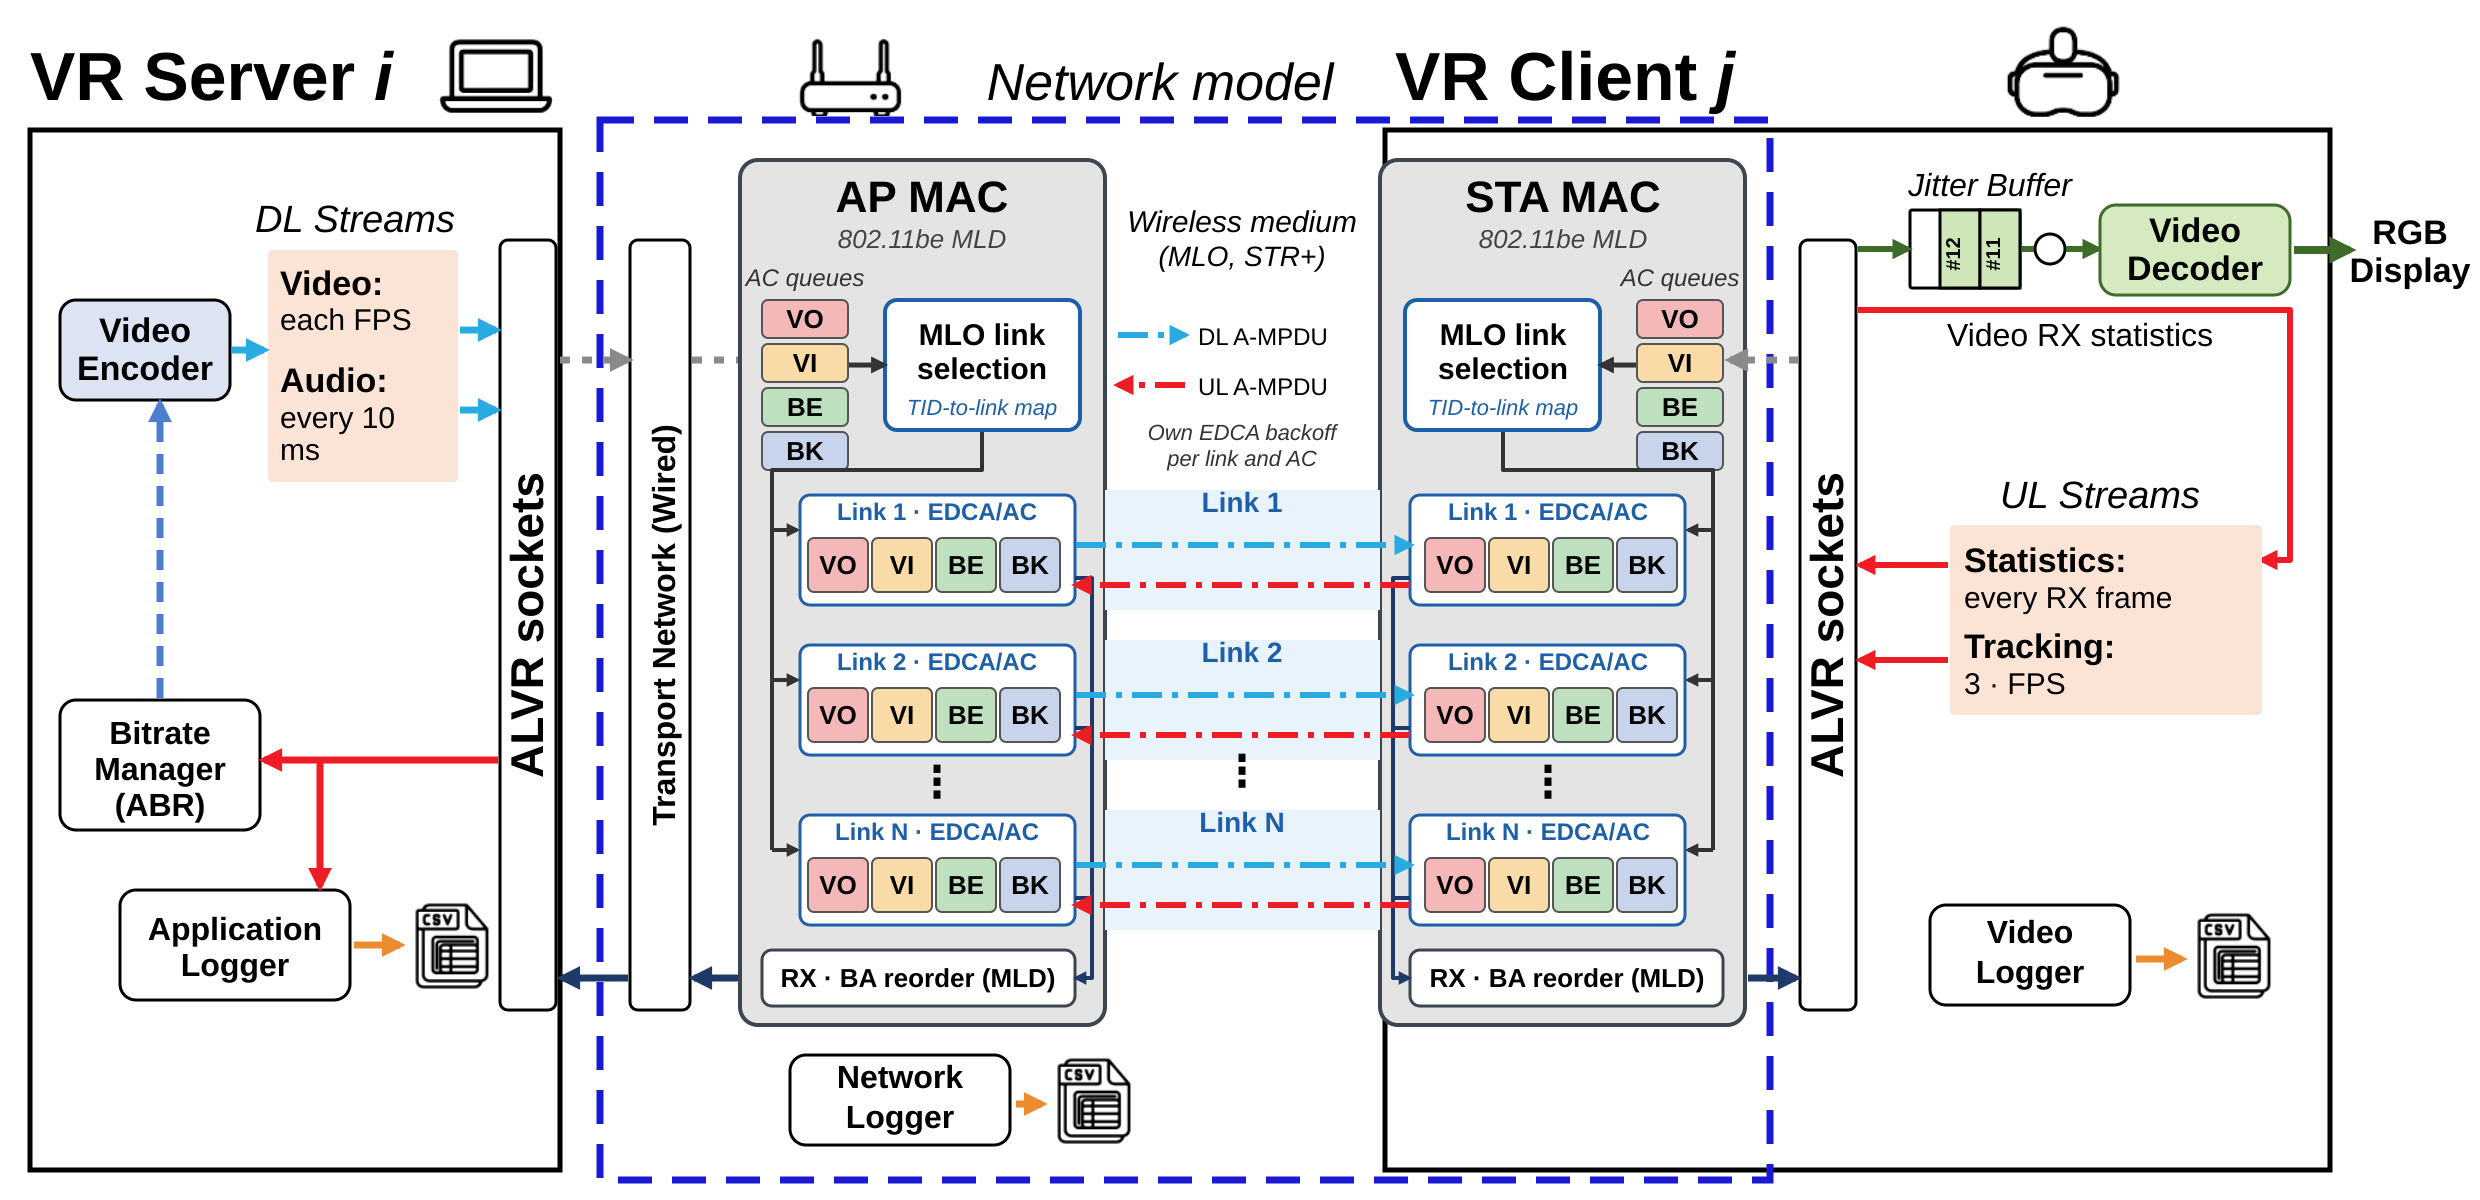 VR Server i
Network model
VR Client j
DL Streams
Video:
each FPS
Audio:
every 10
ms
Video
Encoder
Bitrate
Manager
(ABR)
Application
Logger
CSV
ALVR sockets
Transport Network (Wired)
AP MAC
802.11be MLD
AC queues
VO
VI
BE
BK
MLO link
selection
TID-to-link map
Link 1 · EDCA/AC
VO
VI
BE
BK
Link 2 · EDCA/AC
VO
VI
BE
BK
Link N · EDCA/AC
VO
VI
BE
BK
RX · BA reorder (MLD)
Network
Logger
CSV
Wireless medium
(MLO, STR+)
DL A-MPDU
UL A-MPDU
Own EDCA backoff
per link and AC
Link 1
Link 2
Link N
STA MAC
802.11be MLD
AC queues
VO
VI
BE
BK
MLO link
selection
TID-to-link map
Link 1 · EDCA/AC
VO
VI
BE
BK
Link 2 · EDCA/AC
VO
VI
BE
BK
Link N · EDCA/AC
VO
VI
BE
BK
RX · BA reorder (MLD)
ALVR sockets
Jitter Buffer
#12
#11
Video
Decoder
RGB
Display
Video RX statistics
UL Streams
Statistics:
every RX frame
Tracking:
3 · FPS
Video
Logger
CSV